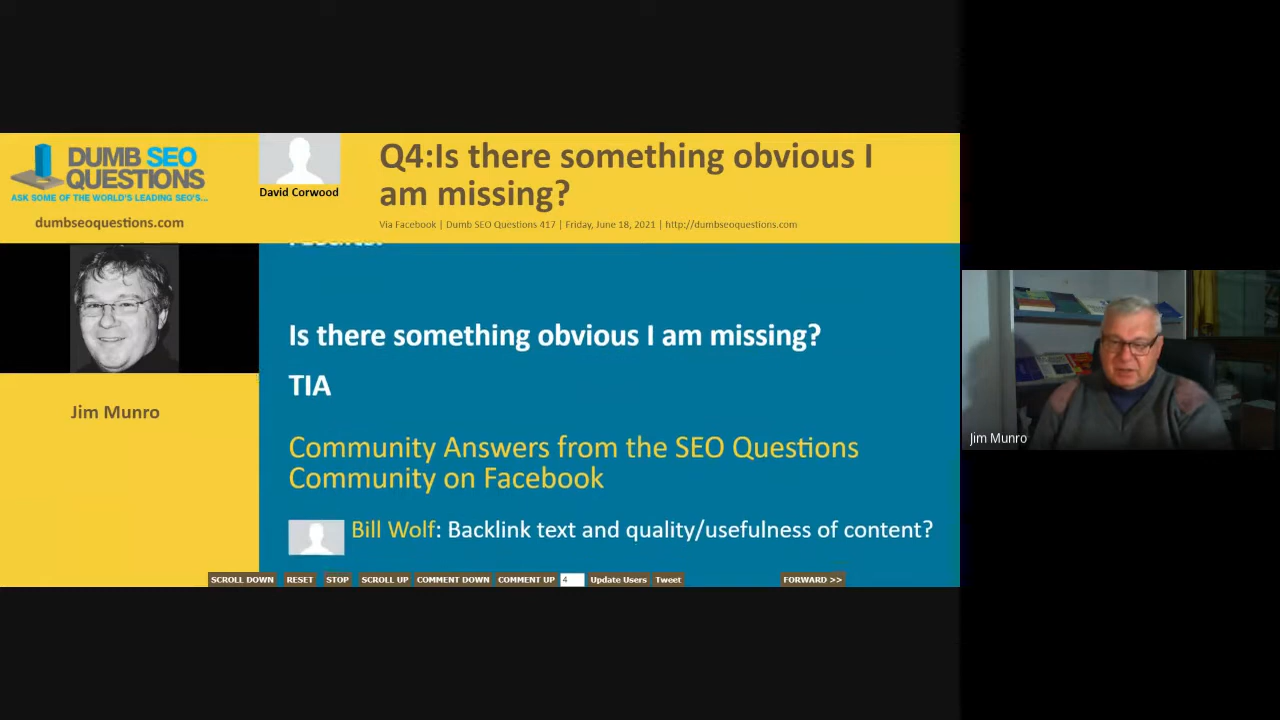 DUMB SEO
QUESTIONS
ASK SOME OF THE WORLD'S LEADING SEO'S...
dumbseoquestions.com
David Corwood
Q4:Is there something obvious I
am missing?
Via Facebook | Dumb SEO Questions 417 | Friday, June 18, 2021 | http://dumbseoquestions.com
Jim Munro
Is there something obvious I am missing?
TIA
Community Answers from the SEO Questions
Community on Facebook
Bill Wolf: Backlink text and quality/usefulness of content?
SCROLL DOWN RESET STOP SCROLL UP COMMENT DOWN COMMENT UP 4 Update Users Tweet FORWARD >>
Jim Munro